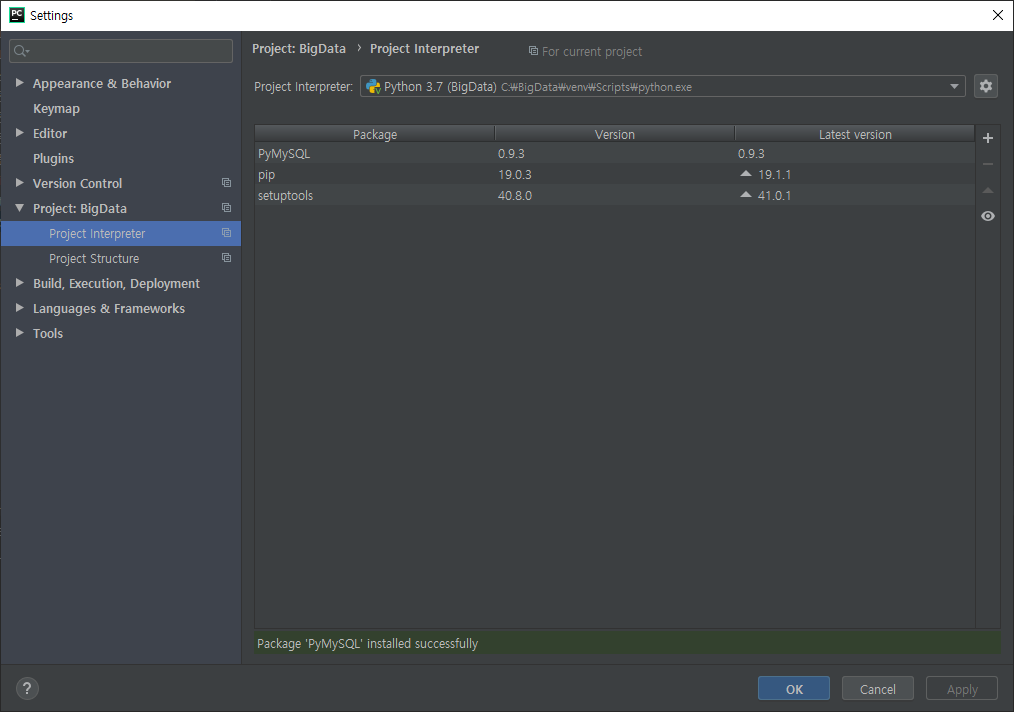 PC Settings
Project: BigData › Project Interpreter For current project
Project Interpreter: Python 3.7 (BigData) C:₩BigData₩venv₩Scripts₩python.exe
Appearance & Behavior
Keymap
Editor
Plugins
Version Control
Project: BigData
Project Interpreter
Project Structure
Build, Execution, Deployment
Languages & Frameworks
Tools
Package Version Latest version
PyMySQL 0.9.3 0.9.3
pip 19.0.3 19.1.1
setuptools 40.8.0 41.0.1
Package 'PyMySQL' installed successfully
? OK Cancel Apply